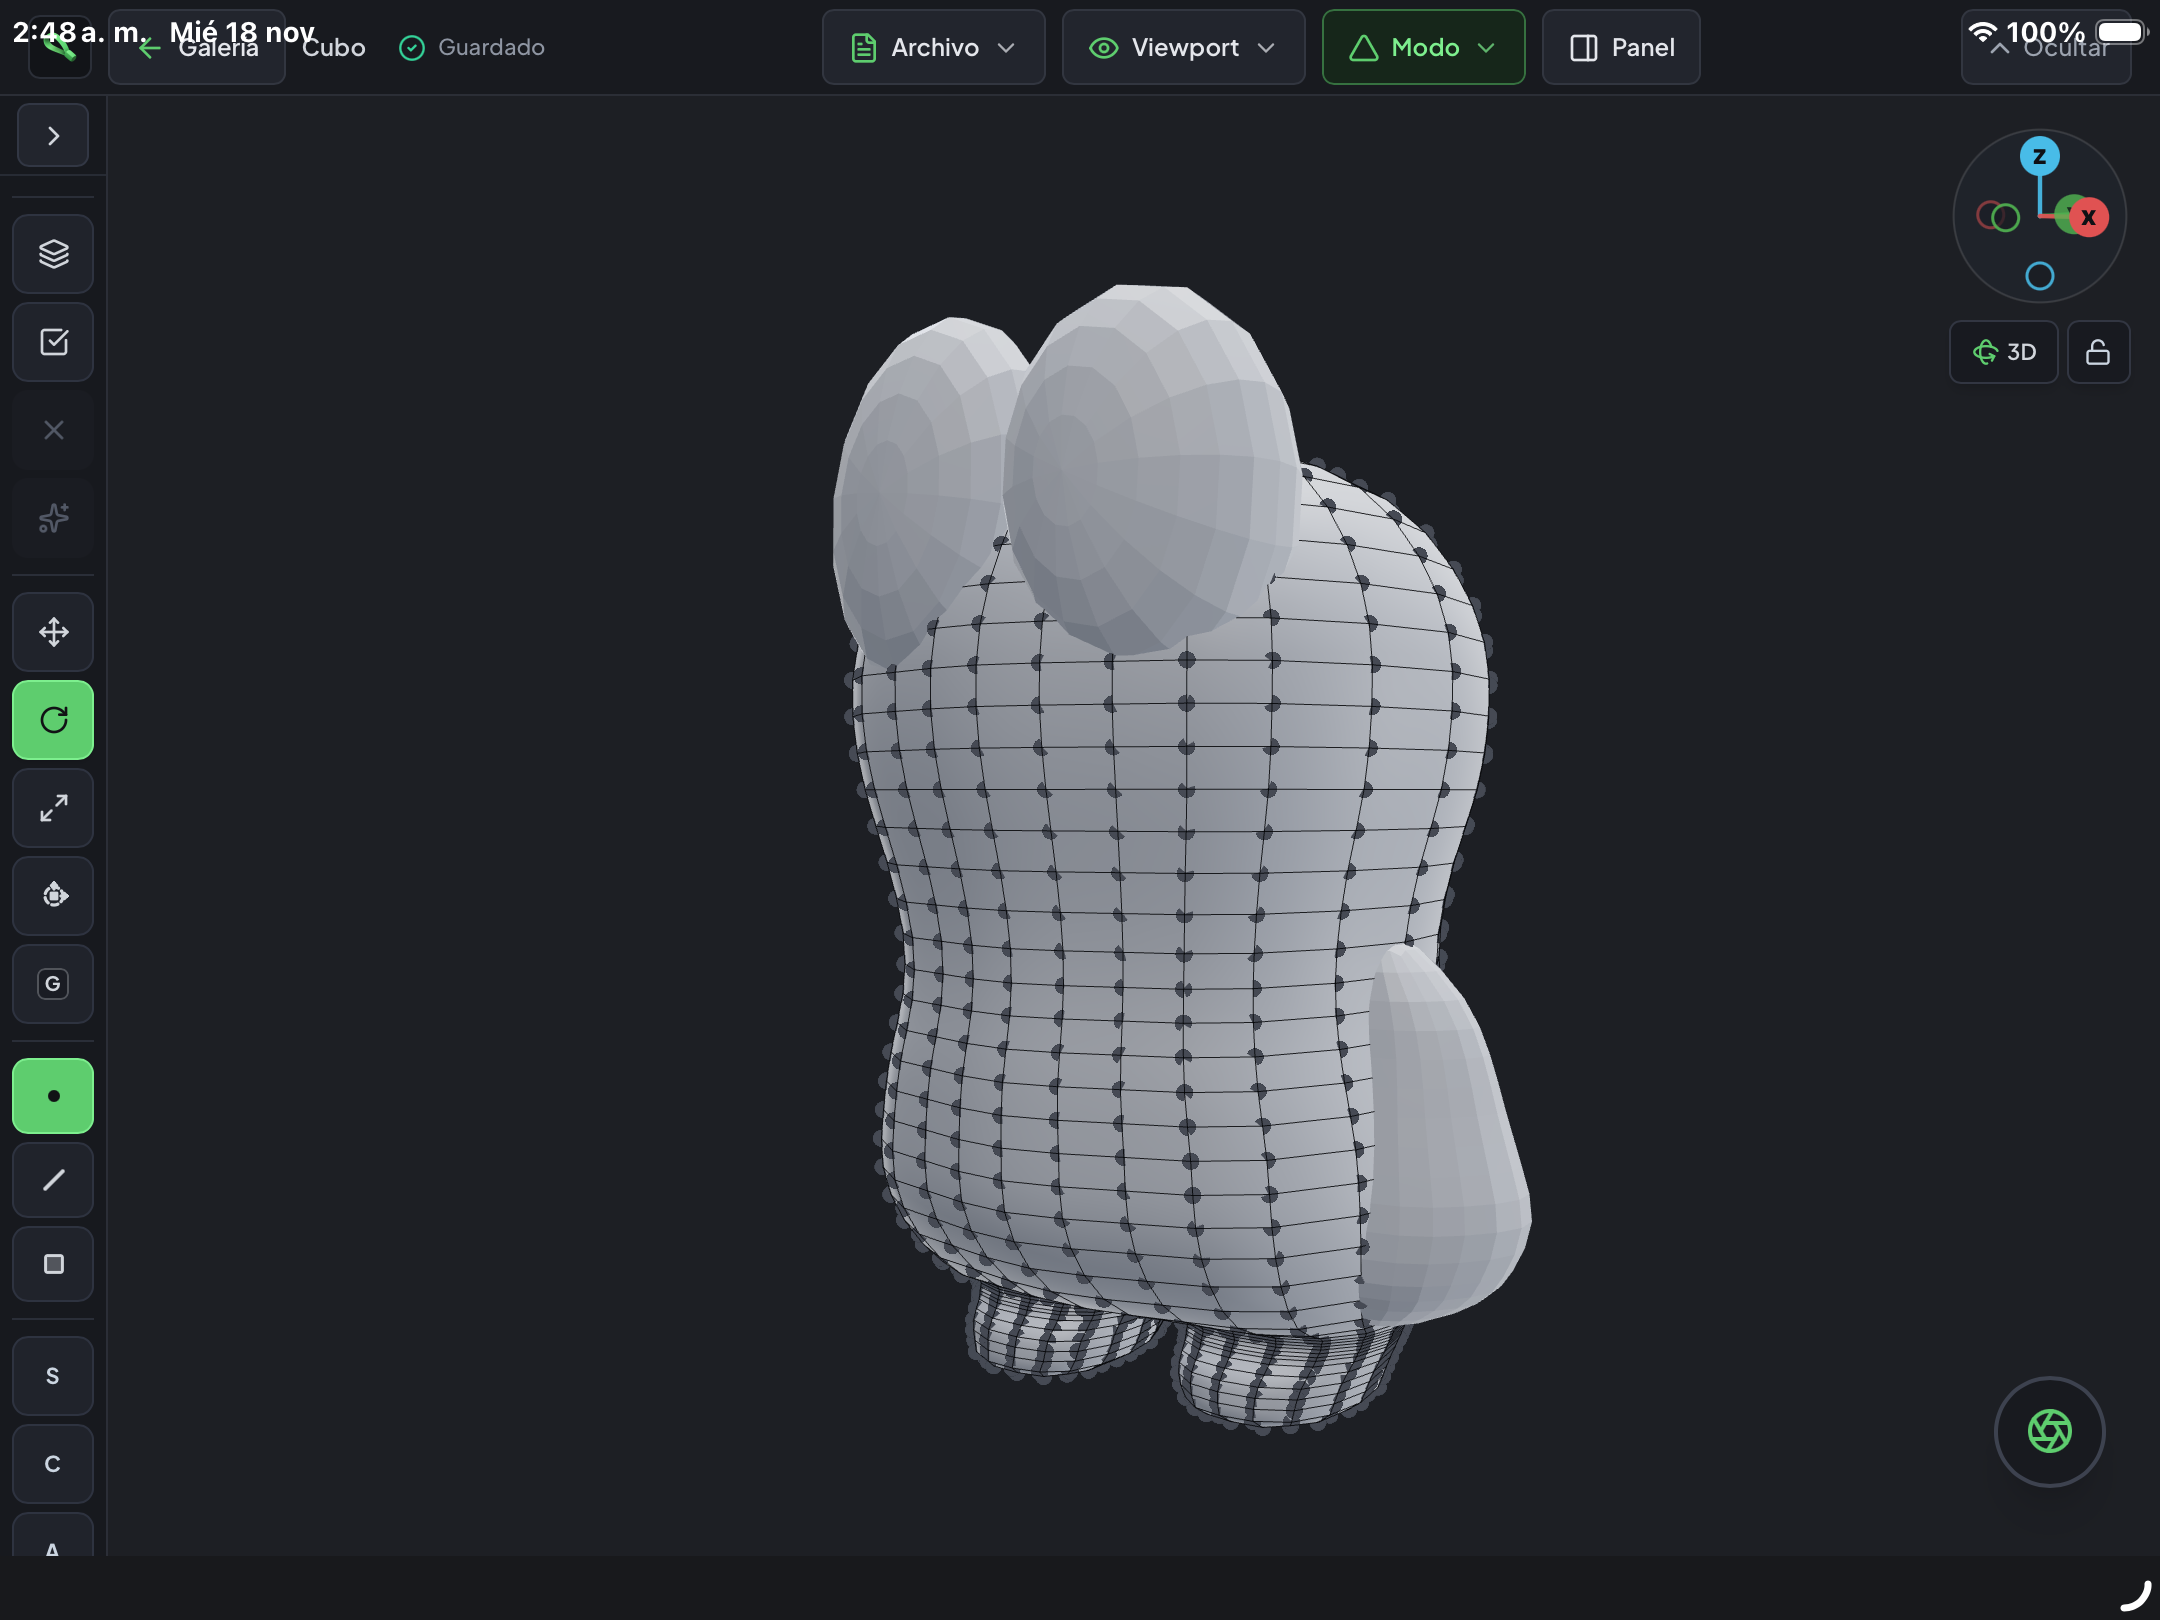 2:48 a. m. Mié 18 nov
100%
Galería
Cubo
Guardado
Archivo
Viewport
Modo
Panel
Ocultar
Z
Y
X
3D
G
S
C
A